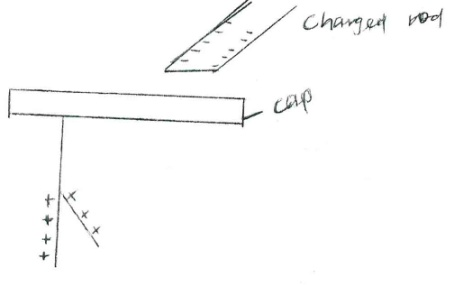 Charged rod
cap
+ ×
+ ×
+ ×
+